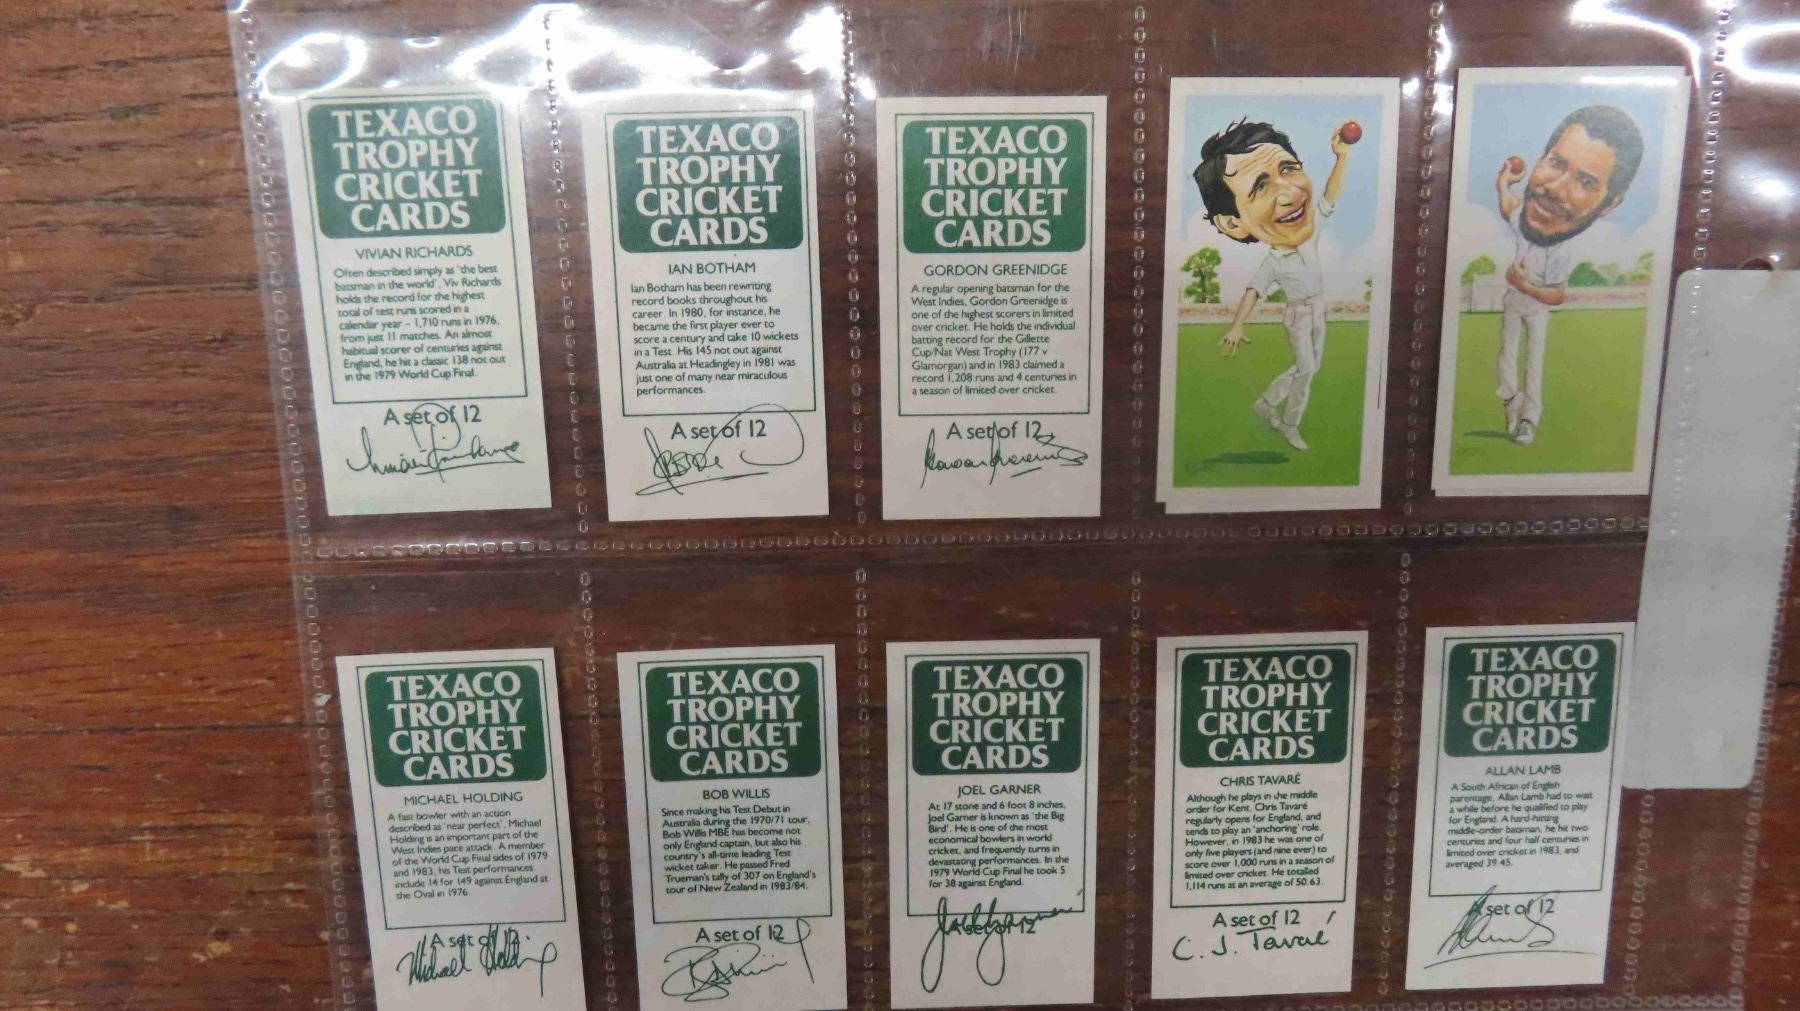 TEXACO
TROPHY
CRICKET
CARDS
VIVIAN RICHARDS
Often described simply as 'the best
batsman in the world', Viv Richards
holds the record for the highest
total of test runs scored in a
calendar year – 1,710 runs in 1976,
from just 11 matches. An almost
habitual scorer of centuries against
England, he hit a classic 138 not out
in the 1979 World Cup Final.
A set of 12
TEXACO
TROPHY
CRICKET
CARDS
IAN BOTHAM
Ian Botham has been rewriting
record books throughout his
career. In 1980, for instance, he
became the first player ever to
score a century and take 10 wickets
in a Test. His 145 not out against
Australia at Headingley in 1981 was
just one of many near miraculous
performances.
A set of 12
TEXACO
TROPHY
CRICKET
CARDS
GORDON GREENIDGE
A regular opening batsman for the
West Indies, Gordon Greenidge is
one of the highest scorers in limited
over cricket. He holds the individual
batting record for the Gillette
Cup/Nat West Trophy (177 v
Glamorgan) and in 1983 claimed a
record 1,208 runs and 4 centuries in
a season of limited over cricket.
A set of 12
TEXACO
TROPHY
CRICKET
CARDS
MICHAEL HOLDING
A fast bowler with an action
described as 'near perfect', Michael
Holding is an important part of the
West Indies pace attack. A member
of the World Cup Final sides of 1979
and 1983, his Test performances
include 14 for 149 against England at
the Oval in 1976.
A set of 12
Michael Holding
TEXACO
TROPHY
CRICKET
CARDS
BOB WILLIS
Since making his Test Debut in
Australia during the 1970/71 tour,
Bob Willis MBE has become not
only England captain, but also his
country's all-time leading Test
wicket taker. He passed Fred
Trueman's tally of 307 on England's
tour of New Zealand in 1983/84.
A set of 12
TEXACO
TROPHY
CRICKET
CARDS
JOEL GARNER
At 17 stone and 6 foot 8 inches,
Joel Garner is known as 'the Big
Bird'. He is one of the most
economical bowlers in world
cricket, and frequently turns in
devastating performances. In the
1979 World Cup Final he took 5
for 38 against England.
A set of 12
Joel Garner
TEXACO
TROPHY
CRICKET
CARDS
CHRIS TAVARÉ
Although he plays in the middle
order for Kent, Chris Tavaré
regularly opens for England, and
tends to play an 'anchoring' role.
However, in 1983 he was one of
only five players (and nine ever) to
score over 1,000 runs in a season of
limited over cricket. He totalled
1,114 runs at an average of 50.63.
A set of 12
C. J. Tavaré
TEXACO
TROPHY
CRICKET
CARDS
ALLAN LAMB
A South African of English
parentage, Allan Lamb had to wait
a while before he qualified to play
for England. A hard-hitting
middle-order batsman, he hit two
centuries and four half centuries in
limited over cricket in 1983, and
averaged 39.45.
A set of 12